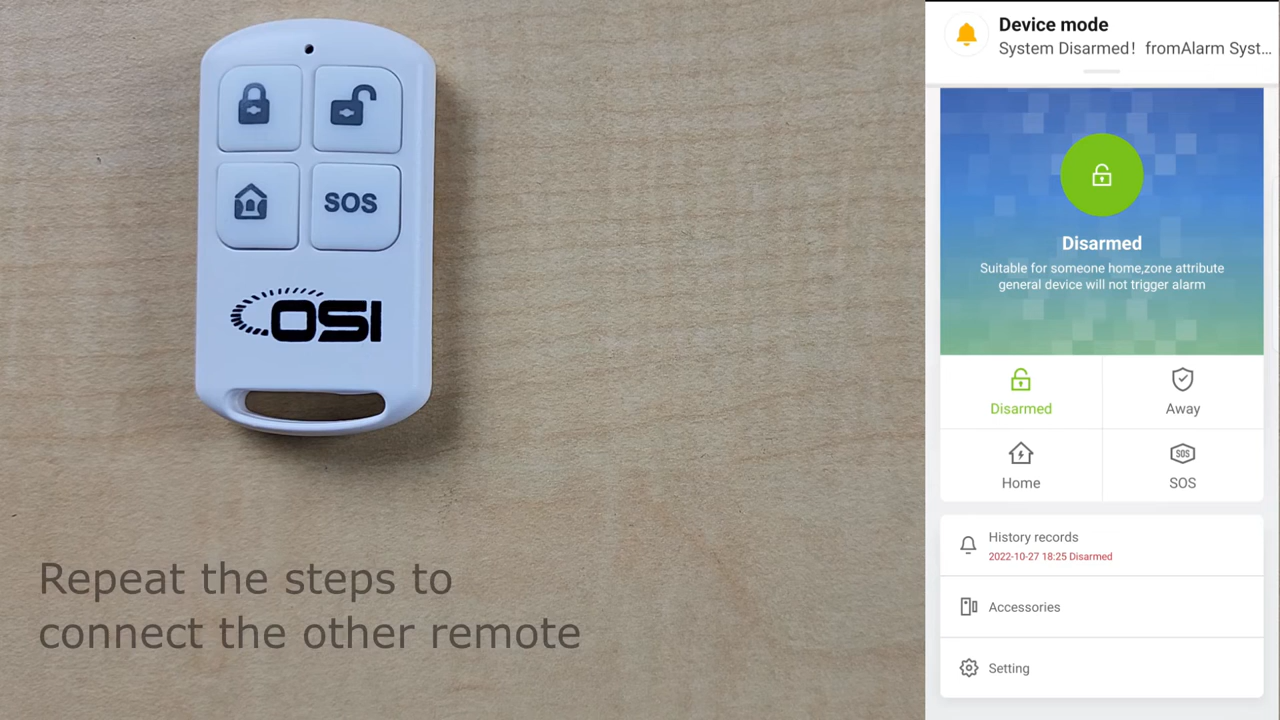 SOS
OSI
Repeat the steps to
connect the other remote
Device mode
System Disarmed! fromAlarm Syst...
Disarmed
Suitable for someone home,zone attribute
general device will not trigger alarm
Disarmed
Away
Home
SOS
SOS
History records
2022-10-27 18:25 Disarmed
Accessories
Setting